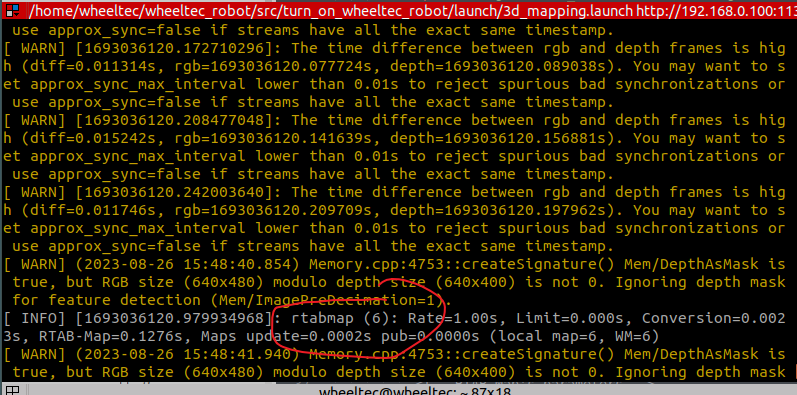 /home/wheeltec/wheeltec_robot/src/turn_on_wheeltec_robot/launch/3d_mapping.launch http://192.168.0.100:113
use approx_sync=false if streams have all the exact same timestamp.
[ WARN] [1693036120.172710296]: The time difference between rgb and depth frames is hig
h (diff=0.011314s, rgb=1693036120.077724s, depth=1693036120.089038s). You may want to s
et approx_sync_max_interval lower than 0.01s to reject spurious bad synchronizations or
use approx_sync=false if streams have all the exact same timestamp.
[ WARN] [1693036120.208477048]: The time difference between rgb and depth frames is hig
h (diff=0.015242s, rgb=1693036120.141639s, depth=1693036120.156881s). You may want to s
et approx_sync_max_interval lower than 0.01s to reject spurious bad synchronizations or
use approx_sync=false if streams have all the exact same timestamp.
[ WARN] [1693036120.242003640]: The time difference between rgb and depth frames is hig
h (diff=0.011746s, rgb=1693036120.209709s, depth=1693036120.197962s). You may want to s
et approx_sync_max_interval lower than 0.01s to reject spurious bad synchronizations or
use approx_sync=false if streams have all the exact same timestamp.
[ WARN] (2023-08-26 15:48:40.854) Memory.cpp:4753::createSignature() Mem/DepthAsMask is
true, but RGB size (640x480) modulo depth size (640x400) is not 0. Ignoring depth mask
for feature detection (Mem/ImagePreDecimation=1).
[ INFO] [1693036120.979934968]: rtabmap (6): Rate=1.00s, Limit=0.000s, Conversion=0.002
3s, RTAB-Map=0.1276s, Maps update=0.0002s pub=0.0000s (local map=6, WM=6)
[ WARN] (2023-08-26 15:48:41.940) Memory.cpp:4753::createSignature() Mem/DepthAsMask is
true, but RGB size (640x480) modulo depth size (640x400) is not 0. Ignoring depth mask
wheeltec@wheeltec: ~ 87x18